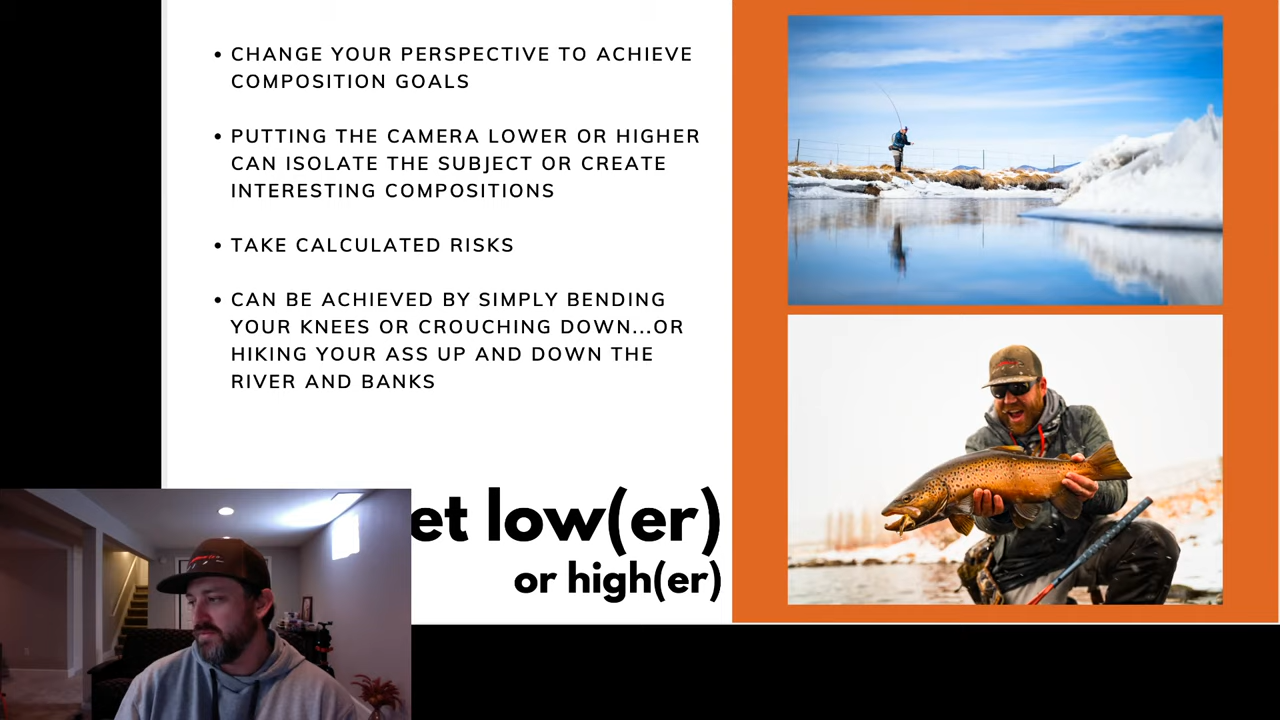 • CHANGE YOUR PERSPECTIVE TO ACHIEVE
COMPOSITION GOALS
• PUTTING THE CAMERA LOWER OR HIGHER
CAN ISOLATE THE SUBJECT OR CREATE
INTERESTING COMPOSITIONS
• TAKE CALCULATED RISKS
• CAN BE ACHIEVED BY SIMPLY BENDING
YOUR KNEES OR CROUCHING DOWN...OR
HIKING YOUR ASS UP AND DOWN THE
RIVER AND BANKS
et low(er)
or high(er)